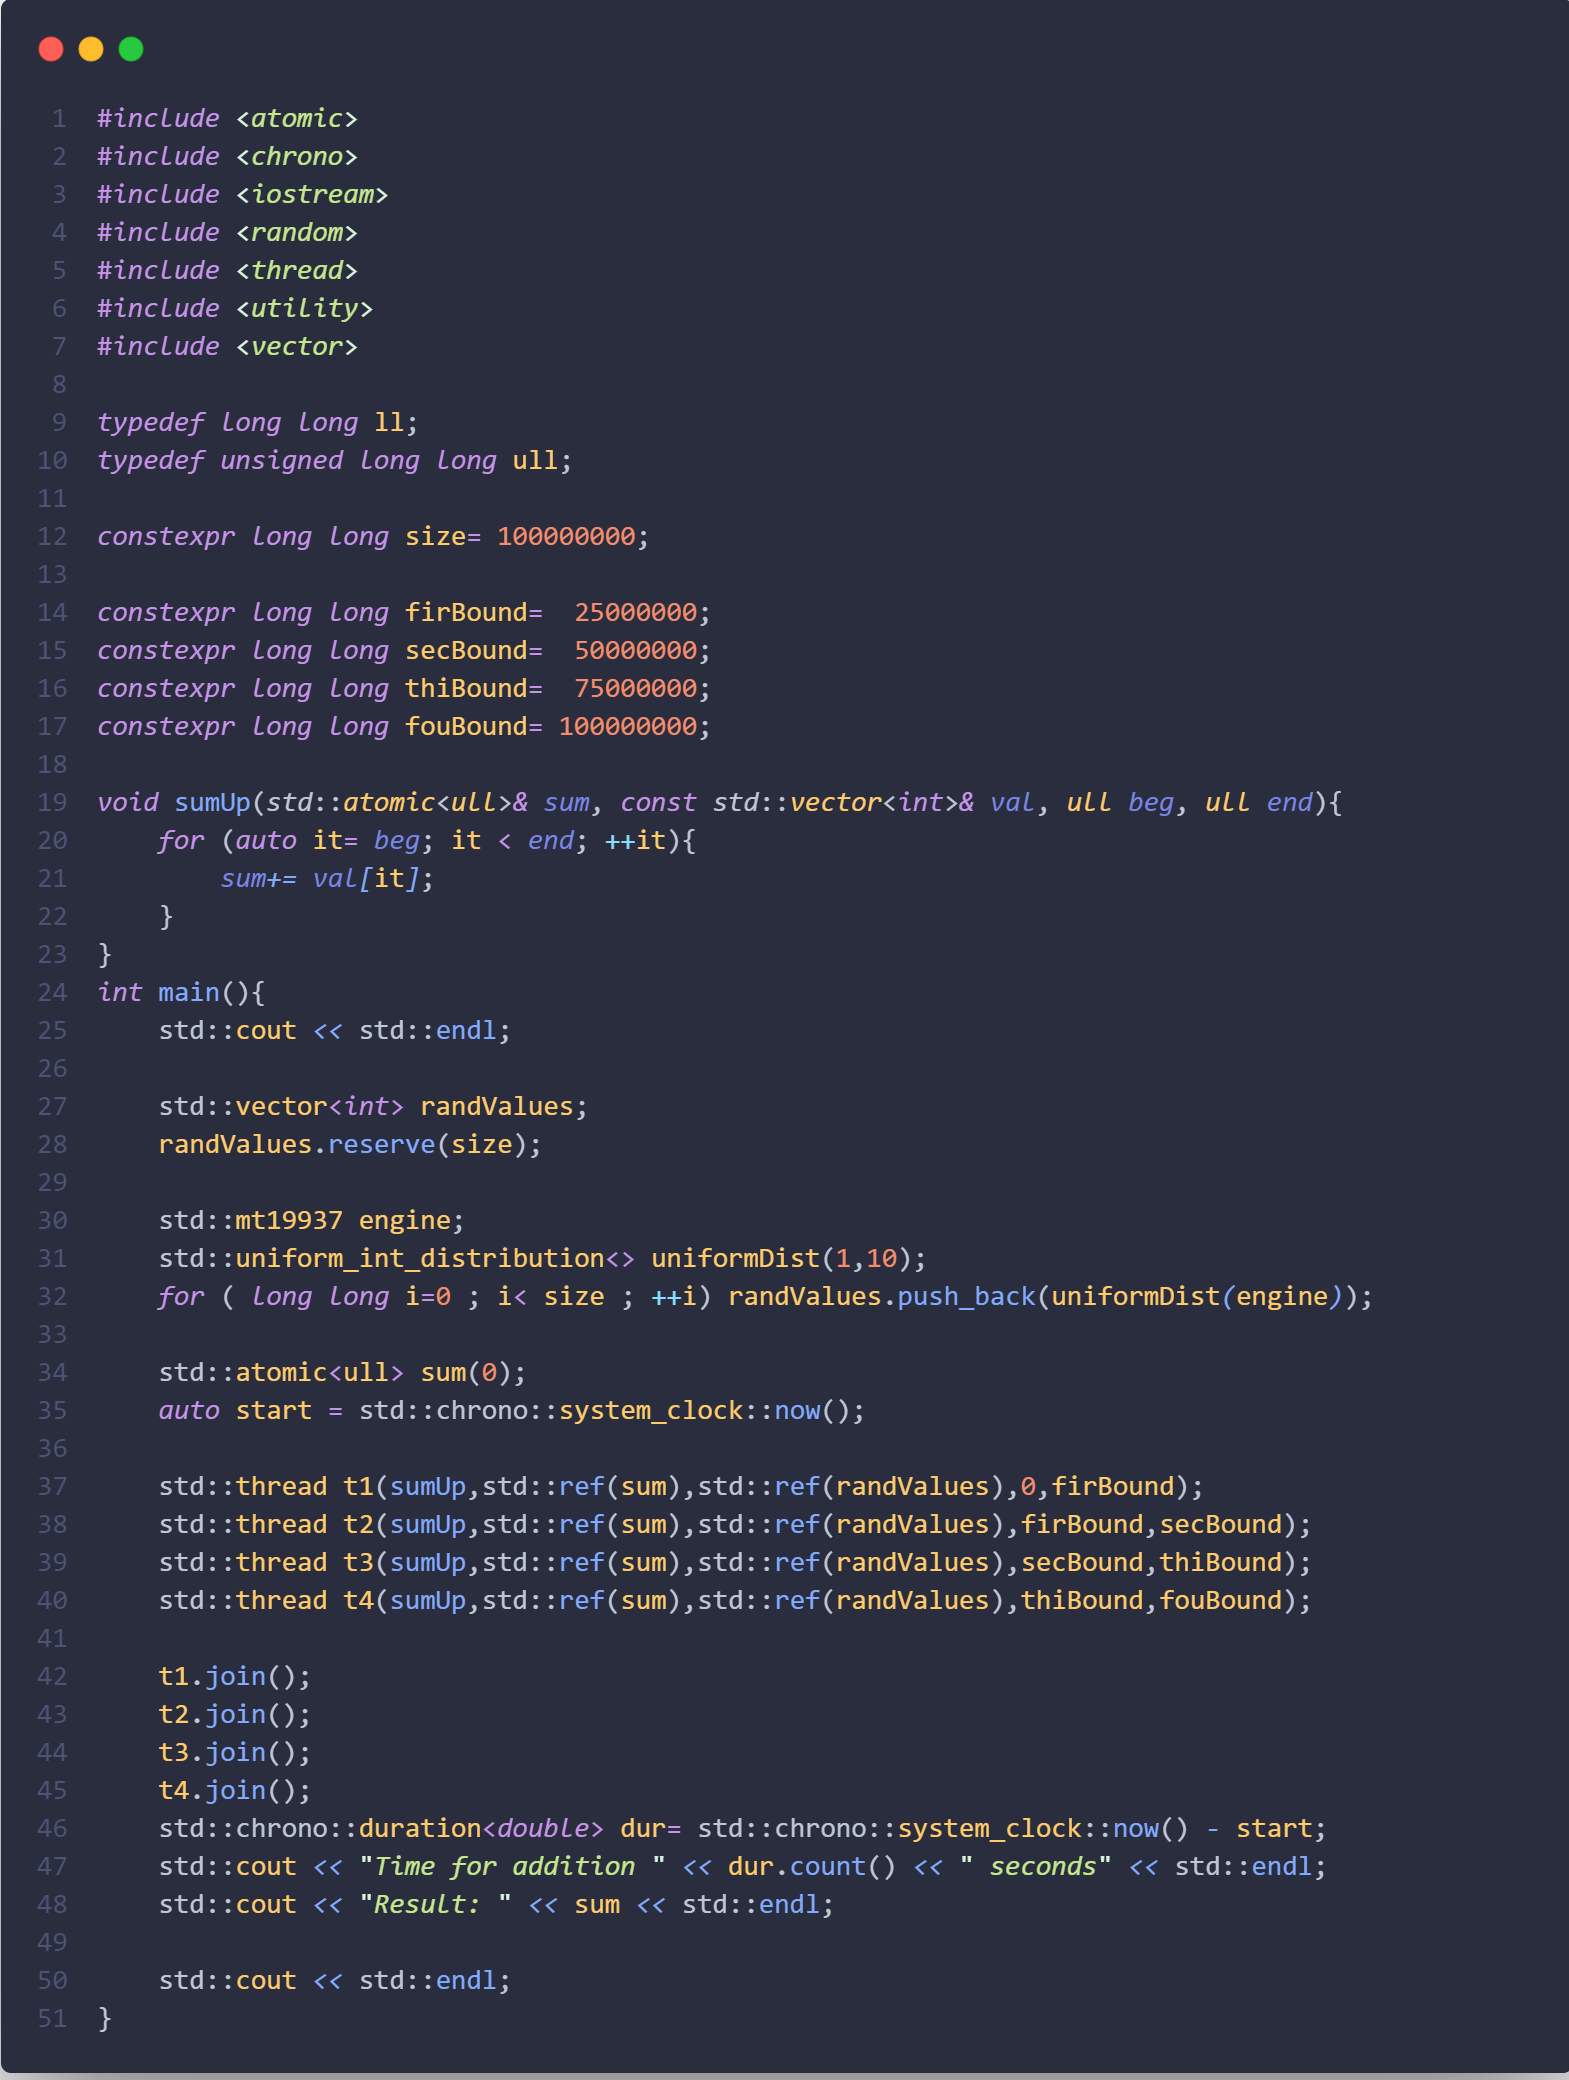 1 #include <atomic>
2 #include <chrono>
3 #include <iostream>
4 #include <random>
5 #include <thread>
6 #include <utility>
7 #include <vector>
8
9 typedef long long ll;
10 typedef unsigned long long ull;
11
12 constexpr long long size= 100000000;
13
14 constexpr long long firBound=  25000000;
15 constexpr long long secBound=  50000000;
16 constexpr long long thiBound=  75000000;
17 constexpr long long fouBound= 100000000;
18
19 void sumUp(std::atomic<ull>& sum, const std::vector<int>& val, ull beg, ull end){
20     for (auto it= beg; it < end; ++it){
21         sum+= val[it];
22     }
23 }
24 int main(){
25     std::cout << std::endl;
26
27     std::vector<int> randValues;
28     randValues.reserve(size);
29
30     std::mt19937 engine;
31     std::uniform_int_distribution<> uniformDist(1,10);
32     for ( long long i=0 ; i< size ; ++i) randValues.push_back(uniformDist(engine));
33
34     std::atomic<ull> sum(0);
35     auto start = std::chrono::system_clock::now();
36
37     std::thread t1(sumUp,std::ref(sum),std::ref(randValues),0,firBound);
38     std::thread t2(sumUp,std::ref(sum),std::ref(randValues),firBound,secBound);
39     std::thread t3(sumUp,std::ref(sum),std::ref(randValues),secBound,thiBound);
40     std::thread t4(sumUp,std::ref(sum),std::ref(randValues),thiBound,fouBound);
41
42     t1.join();
43     t2.join();
44     t3.join();
45     t4.join();
46     std::chrono::duration<double> dur= std::chrono::system_clock::now() - start;
47     std::cout << "Time for addition " << dur.count() << " seconds" << std::endl;
48     std::cout << "Result: " << sum << std::endl;
49
50     std::cout << std::endl;
51 }